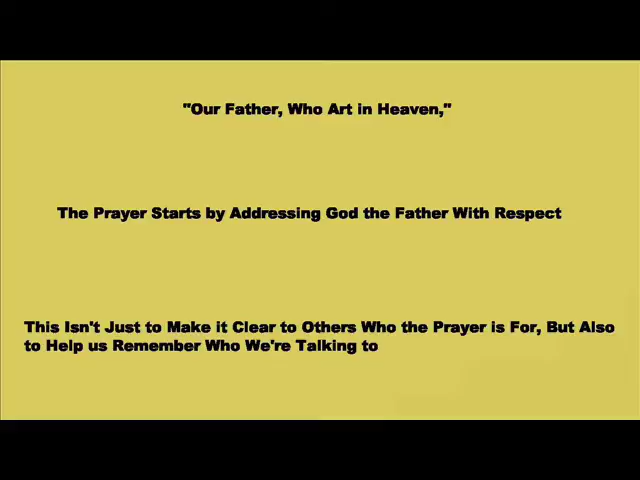 "Our Father, Who Art in Heaven,"
The Prayer Starts by Addressing God the Father With Respect
This Isn't Just to Make it Clear to Others Who the Prayer is For, But Also
to Help us Remember Who We're Talking to